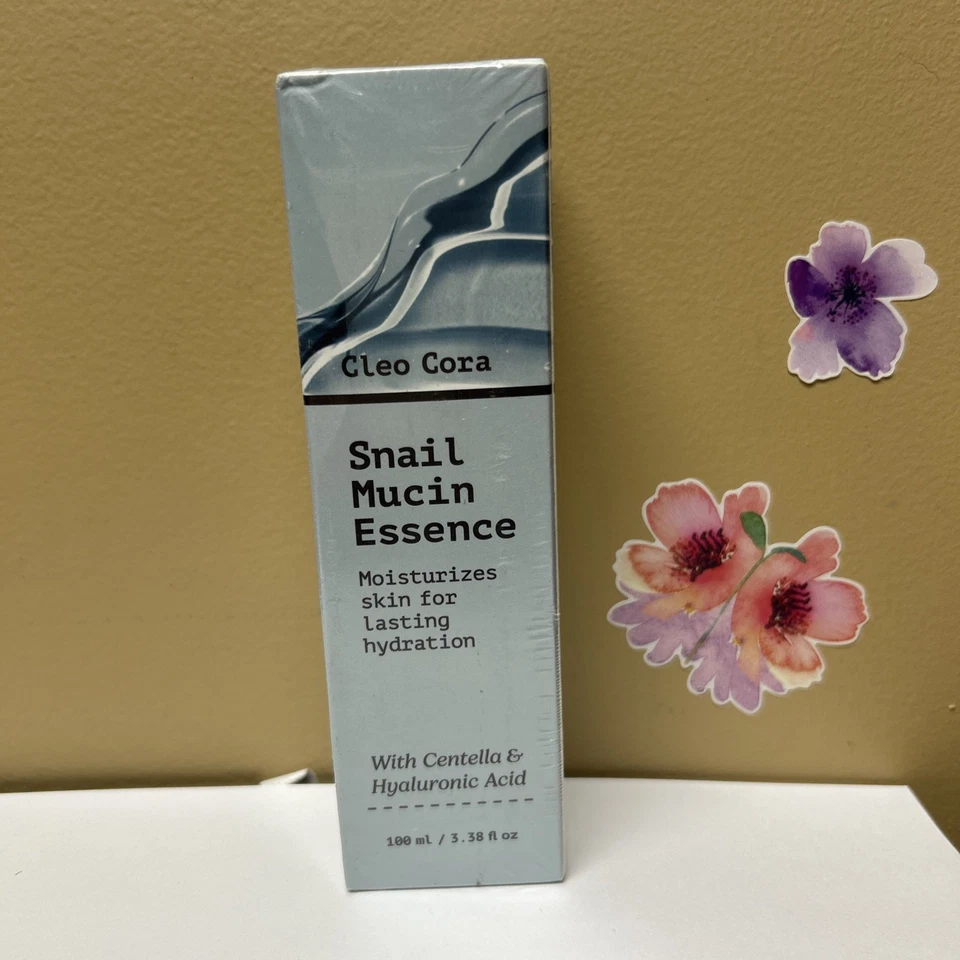 Cleo Cora
Snail
Mucin
Essence
Moisturizes
skin for
lasting
hydration
With Centella &
Hyaluronic Acid
100 ml / 3.38 fl oz